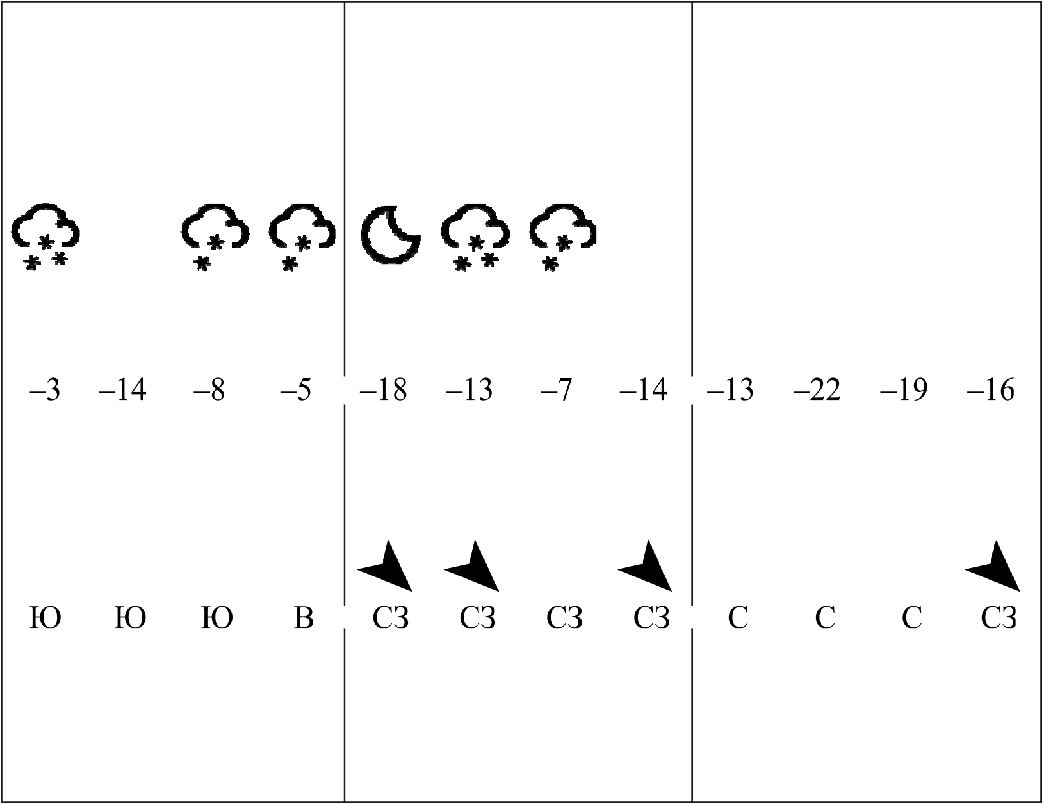 –3 –14 –8 –5 –18 –13 –7 –14 –13 –22 –19 –16
Ю Ю Ю В СЗ СЗ СЗ СЗ С С С СЗ